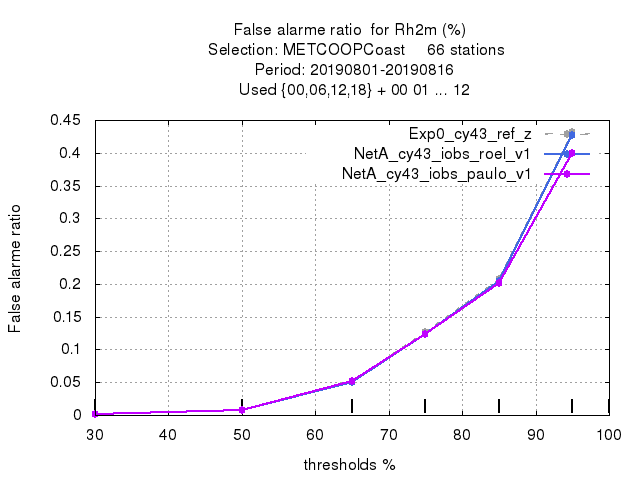 False alarme ratio  for Rh2m (%)
Selection: METCOOPCoast     66 stations
Period: 20190801-20190816
Used {00,06,12,18} + 00 01 ... 12
Exp0_cy43_ref_z
NetA_cy43_iobs_roel_v1
NetA_cy43_iobs_paulo_v1
False alarme ratio
0.45
0.4
0.35
0.3
0.25
0.2
0.15
0.1
0.05
0
30 40 50 60 70 80 90 100
thresholds %